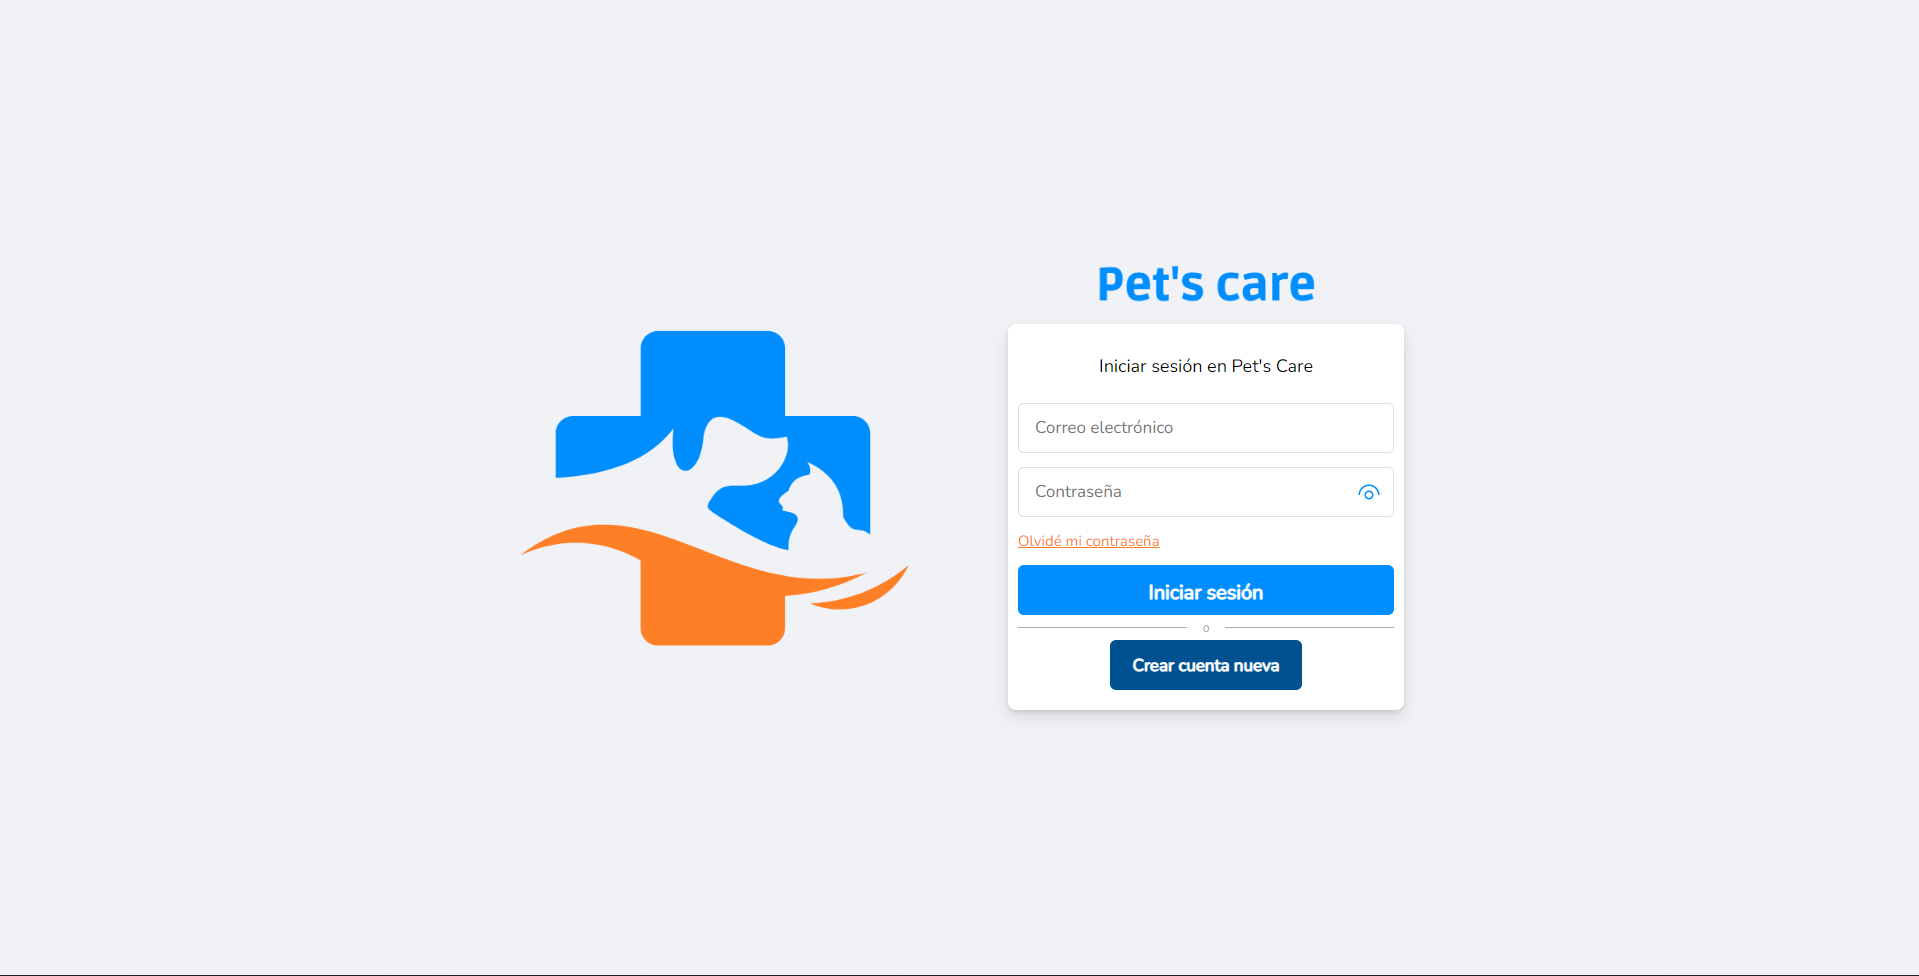 Pet's care
Iniciar sesión en Pet's Care
Correo electrónico
Contraseña
Olvidé mi contraseña
Iniciar sesión
o
Crear cuenta nueva